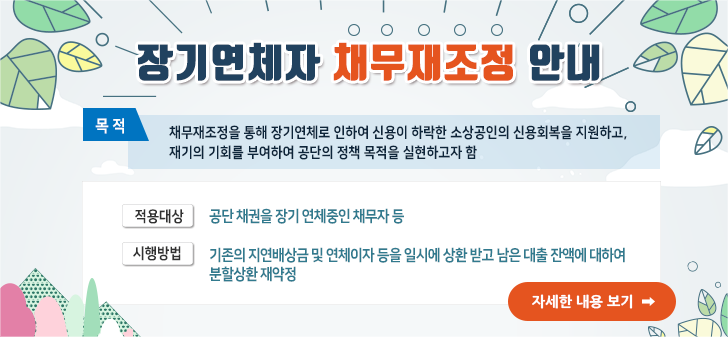 장기연체자 채무재조정 안내
목 적
채무재조정을 통해 장기연체로 인하여 신용이 하락한 소상공인의 신용회복을 지원하고,
재기의 기회를 부여하여 공단의 정책 목적을 실현하고자 함
적용대상
공단 채권을 장기 연체중인 채무자 등
시행방법
기존의 지연배상금 및 연체이자 등을 일시에 상환 받고 남은 대출 잔액에 대하여
분할상환 재약정
자세한 내용 보기 ➡